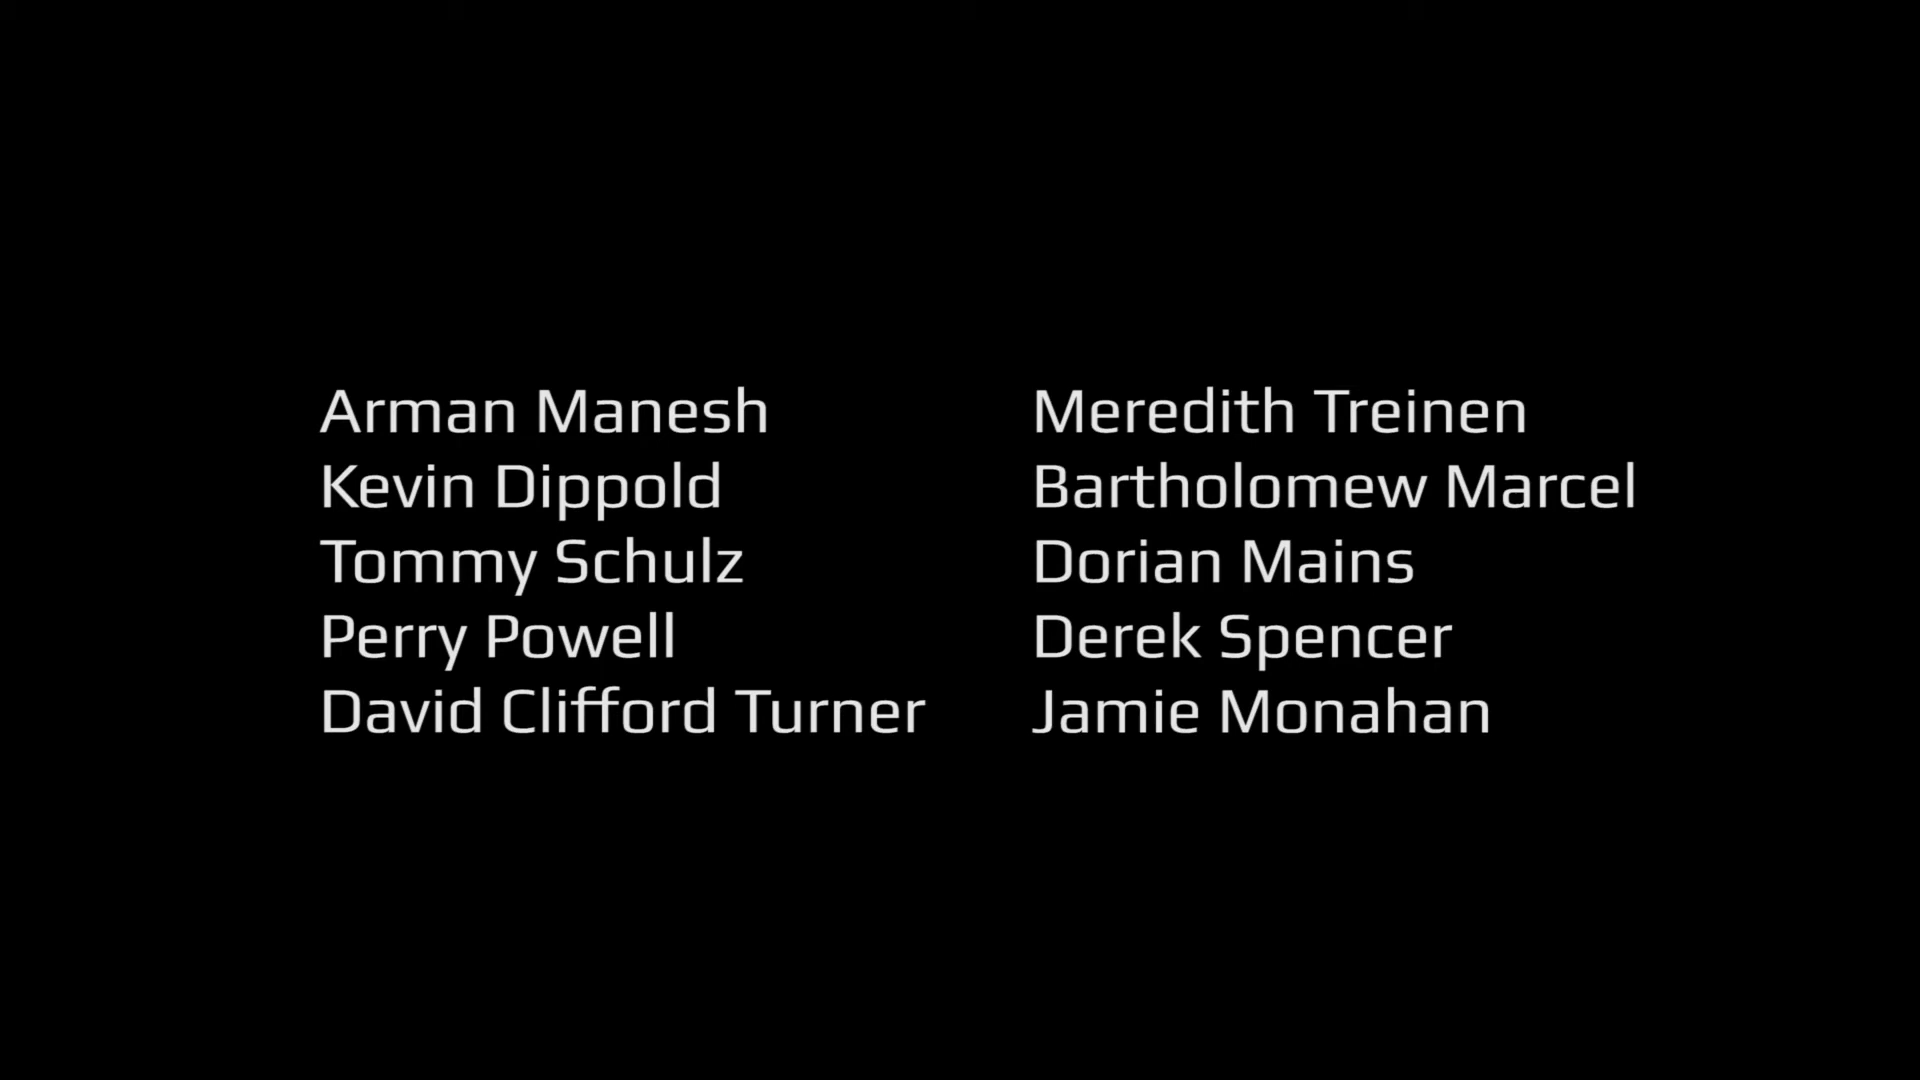 Arman Manesh
Kevin Dippold
Tommy Schulz
Perry Powell
David Clifford Turner
Meredith Treinen
Bartholomew Marcel
Dorian Mains
Derek Spencer
Jamie Monahan